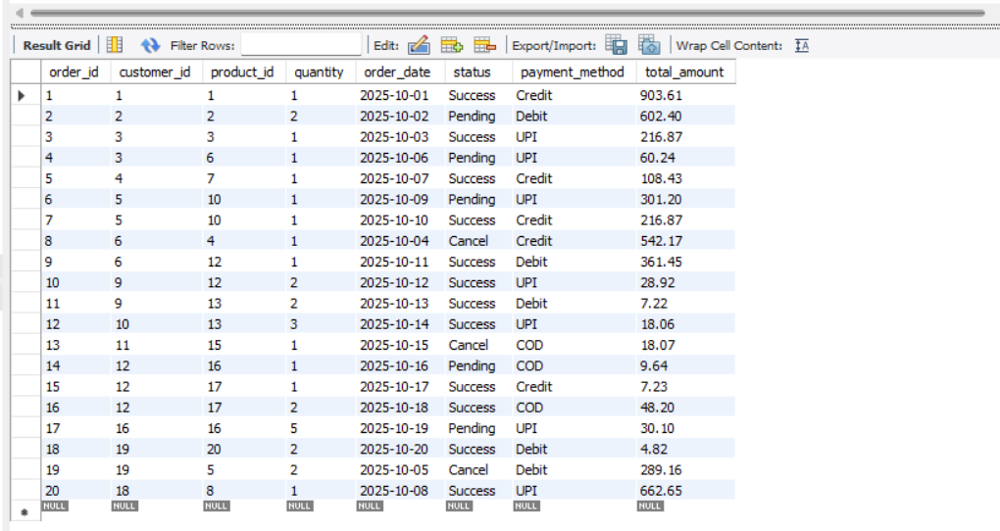 Result Grid Filter Rows: Edit: Export/Import: Wrap Cell Content: IA
order_id customer_id product_id quantity order_date status payment_method total_amount
1 1 1 1 2025-10-01 Success Credit 903.61
2 2 2 2 2025-10-02 Pending Debit 602.40
3 3 3 1 2025-10-03 Success UPI 216.87
4 3 6 1 2025-10-06 Pending UPI 60.24
5 4 7 1 2025-10-07 Success Credit 108.43
6 5 10 1 2025-10-09 Pending UPI 301.20
7 5 10 1 2025-10-10 Success Credit 216.87
8 6 4 1 2025-10-04 Cancel Credit 542.17
9 6 12 1 2025-10-11 Success Debit 361.45
10 9 12 2 2025-10-12 Success UPI 28.92
11 9 13 2 2025-10-13 Success Debit 7.22
12 10 13 3 2025-10-14 Success UPI 18.06
13 11 15 1 2025-10-15 Cancel COD 18.07
14 12 16 1 2025-10-16 Pending COD 9.64
15 12 17 1 2025-10-17 Success Credit 7.23
16 12 17 2 2025-10-18 Success COD 48.20
17 16 16 5 2025-10-19 Pending UPI 30.10
18 19 20 2 2025-10-20 Success Debit 4.82
19 19 5 2 2025-10-05 Cancel Debit 289.16
20 18 8 1 2025-10-08 Success UPI 662.65
NULL NULL NULL NULL NULL NULL NULL NULL